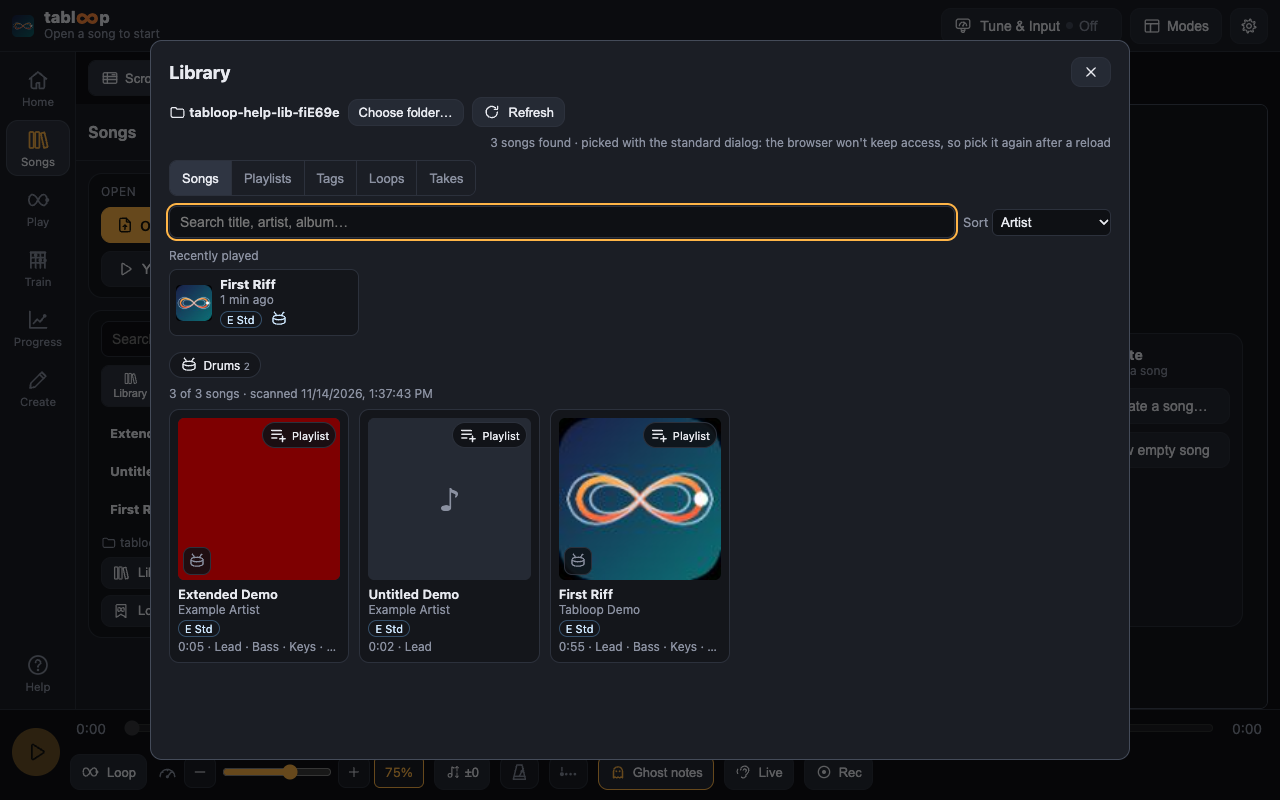 tabloop
Open a song to start
Tune & Input Off
Modes
Home
Songs
Play
Train
Progress
Create
Help
Songs
OPEN
Library
Library
tabloop-help-lib-fiE69e
Choose folder…
Refresh
3 songs found · picked with the standard dialog: the browser won't keep access, so pick it again after a reload
Songs
Playlists
Tags
Loops
Takes
Search title, artist, album…
Sort
Artist
Recently played
First Riff
1 min ago
E Std
Drums 2
3 of 3 songs · scanned 11/14/2026, 1:37:43 PM
Playlist
Extended Demo
Example Artist
E Std
0:05 · Lead · Bass · Keys · …
Playlist
Untitled Demo
Example Artist
E Std
0:02 · Lead
Playlist
First Riff
Tabloop Demo
E Std
0:55 · Lead · Bass · Keys · …
a song
empty song
0:00
0:00
Loop
75%
±0
Ghost notes
Live
Rec